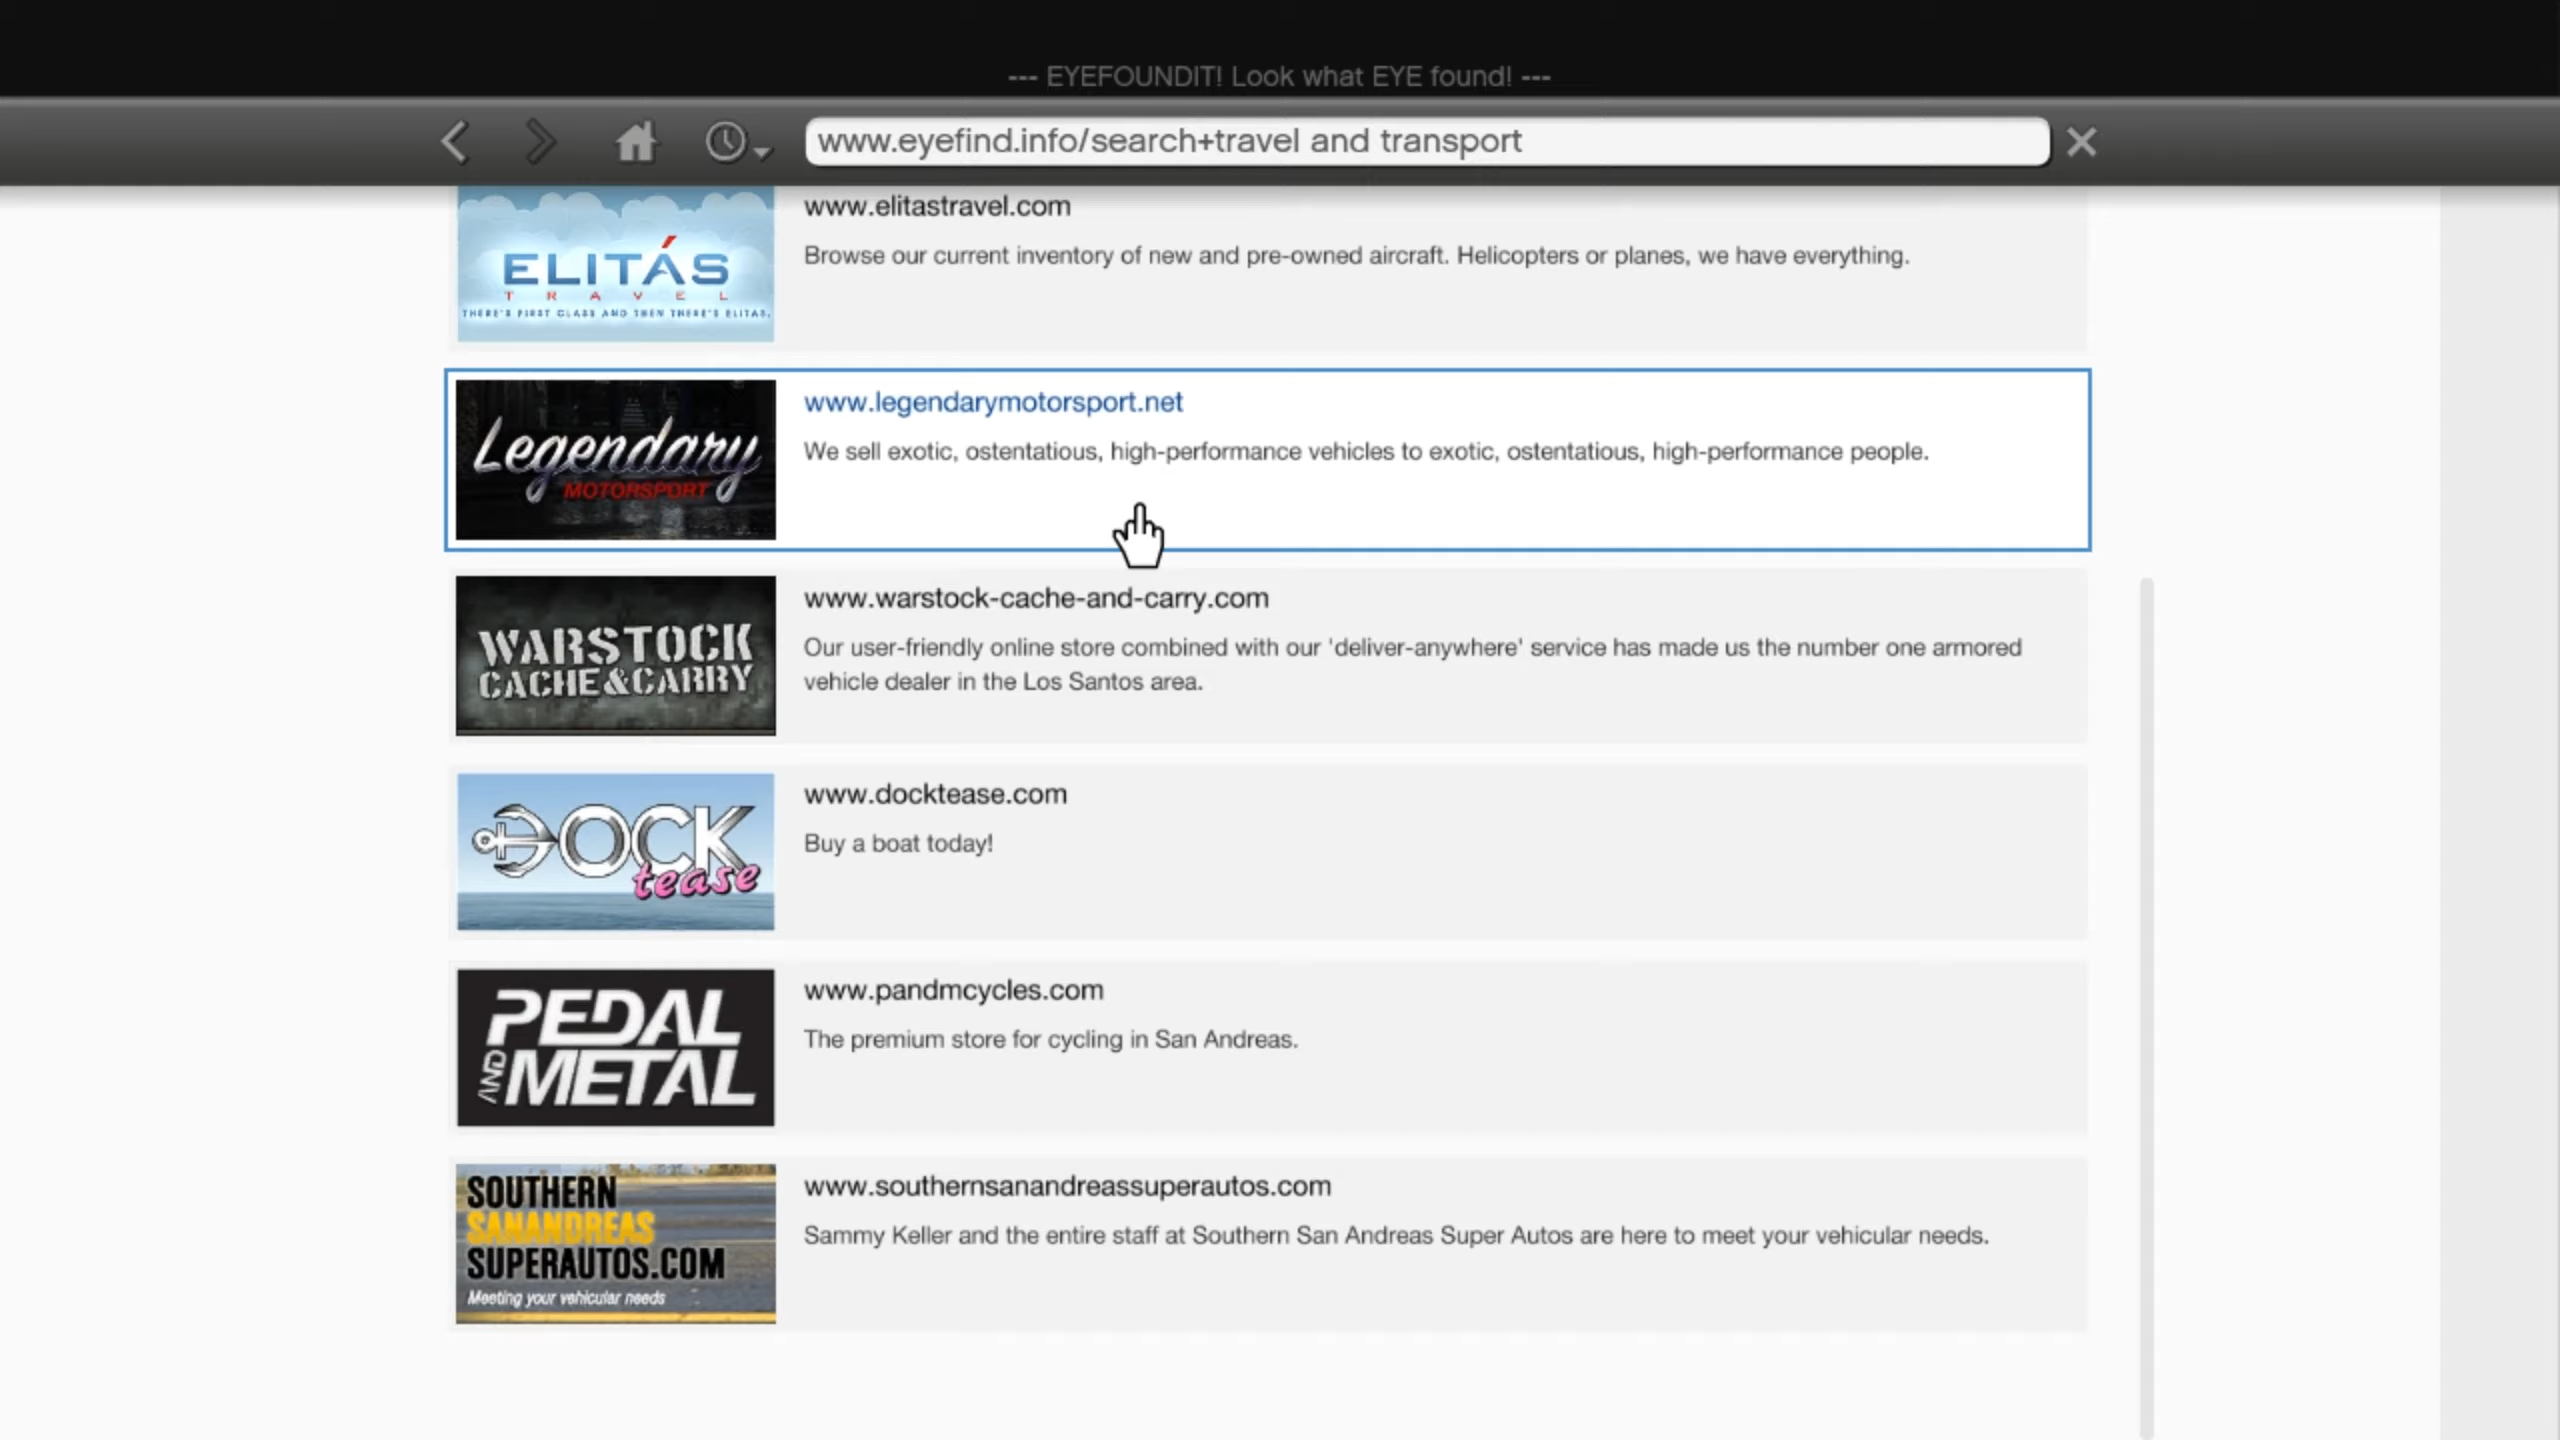 --- EYEFOUNDIT! Look what EYE found! ---
www.eyefind.info/search+travel and transport
ELITÁS
TRAVEL
THERE'S FIRST CLASS AND THEN THERE'S ELITAS.
www.elitastravel.com
Browse our current inventory of new and pre-owned aircraft. Helicopters or planes, we have everything.
Legendary
MOTORSPORT
www.legendarymotorsport.net
We sell exotic, ostentatious, high-performance vehicles to exotic, ostentatious, high-performance people.
WARSTOCK
CACHE&CARRY
www.warstock-cache-and-carry.com
Our user-friendly online store combined with our 'deliver-anywhere' service has made us the number one armored
vehicle dealer in the Los Santos area.
DOCK
tease
www.docktease.com
Buy a boat today!
PEDAL
AND METAL
www.pandmcycles.com
The premium store for cycling in San Andreas.
SOUTHERN
SANANDREAS
SUPERAUTOS.COM
Meeting your vehicular needs
www.southernsanandreassuperautos.com
Sammy Keller and the entire staff at Southern San Andreas Super Autos are here to meet your vehicular needs.